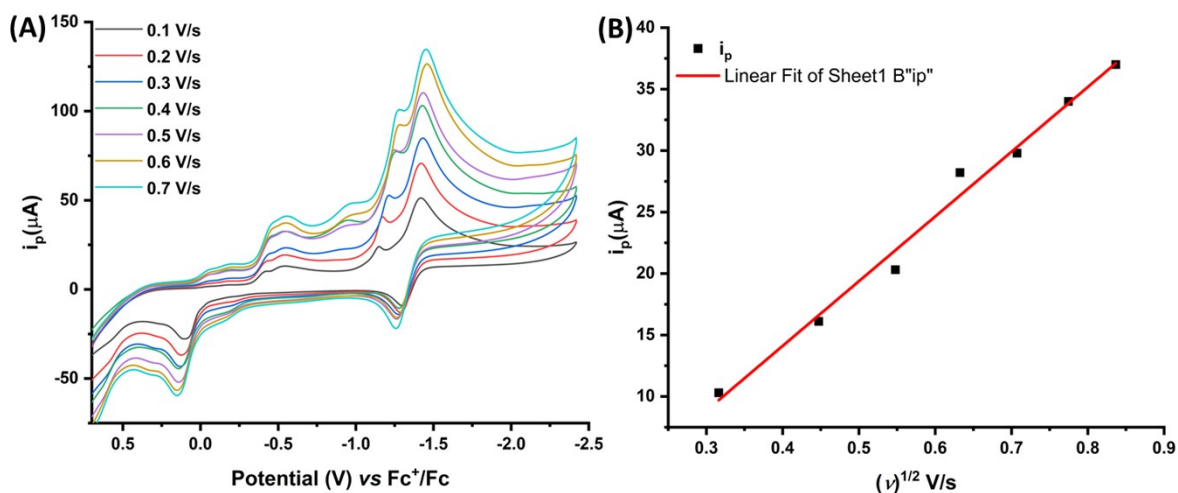 (A)
0.1 V/s
0.2 V/s
0.3 V/s
0.4 V/s
0.5 V/s
0.6 V/s
0.7 V/s
150
100
50
0
-50
iₚ(μA)
0.5 0.0 -0.5 -1.0 -1.5 -2.0 -2.5
Potential (V) vs Fc⁺/Fc
(B)
iₚ
Linear Fit of Sheet1 B"ip"
40
35
30
25
20
15
10
iₚ(μA)
0.3 0.4 0.5 0.6 0.7 0.8 0.9
(ν)¹ᐟ² V/s